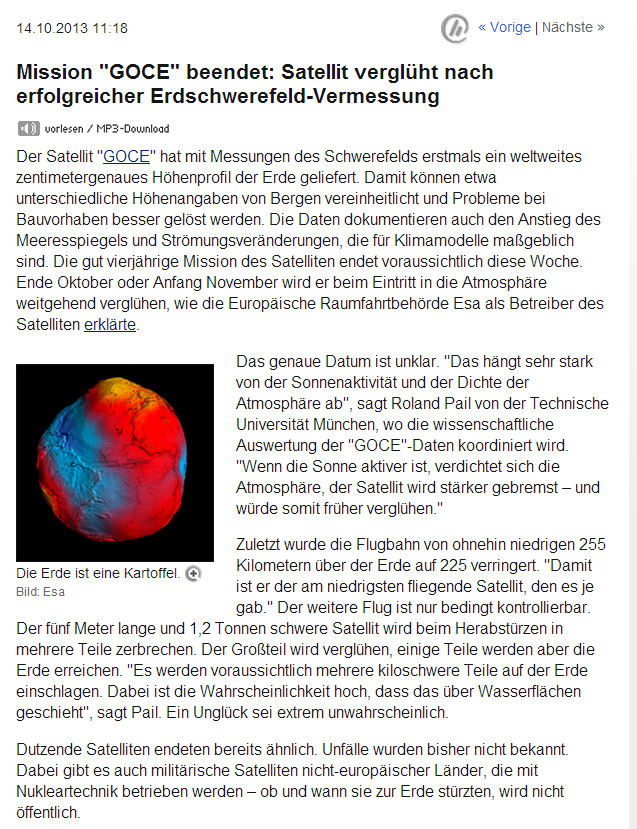 14.10.2013 11:18
« Vorige | Nächste »
Mission "GOCE" beendet: Satellit verglüht nach
erfolgreicher Erdschwerefeld-Vermessung
vorlesen / MP3-Download
Der Satellit "GOCE" hat mit Messungen des Schwerefelds erstmals ein weltweites
zentimetergenaues Höhenprofil der Erde geliefert. Damit können etwa
unterschiedliche Höhenangaben von Bergen vereinheitlicht und Probleme bei
Bauvorhaben besser gelöst werden. Die Daten dokumentieren auch den Anstieg des
Meeresspiegels und Strömungsveränderungen, die für Klimamodelle maßgeblich
sind. Die gut vierjährige Mission des Satelliten endet voraussichtlich diese Woche.
Ende Oktober oder Anfang November wird er beim Eintritt in die Atmosphäre
weitgehend verglühen, wie die Europäische Raumfahrtbehörde Esa als Betreiber des
Satelliten erklärte.
Das genaue Datum ist unklar. "Das hängt sehr stark
von der Sonnenaktivität und der Dichte der
Atmosphäre ab", sagt Roland Pail von der Technische
Universität München, wo die wissenschaftliche
Auswertung der "GOCE"-Daten koordiniert wird.
"Wenn die Sonne aktiver ist, verdichtet sich die
Atmosphäre, der Satellit wird stärker gebremst – und
würde somit früher verglühen."
Die Erde ist eine Kartoffel.
Bild: Esa
Zuletzt wurde die Flugbahn von ohnehin niedrigen 255
Kilometern über der Erde auf 225 verringert. "Damit
ist er der am niedrigsten fliegende Satellit, den es je
gab." Der weitere Flug ist nur bedingt kontrollierbar.
Der fünf Meter lange und 1,2 Tonnen schwere Satellit wird beim Herabstürzen in
mehrere Teile zerbrechen. Der Großteil wird verglühen, einige Teile werden aber die
Erde erreichen. "Es werden voraussichtlich mehrere kiloschwere Teile auf der Erde
einschlagen. Dabei ist die Wahrscheinlichkeit hoch, dass das über Wasserflächen
geschieht", sagt Pail. Ein Unglück sei extrem unwahrscheinlich.
Dutzende Satelliten endeten bereits ähnlich. Unfälle wurden bisher nicht bekannt.
Dabei gibt es auch militärische Satelliten nicht-europäischer Länder, die mit
Nukleartechnik betrieben werden – ob und wann sie zur Erde stürzten, wird nicht
öffentlich.